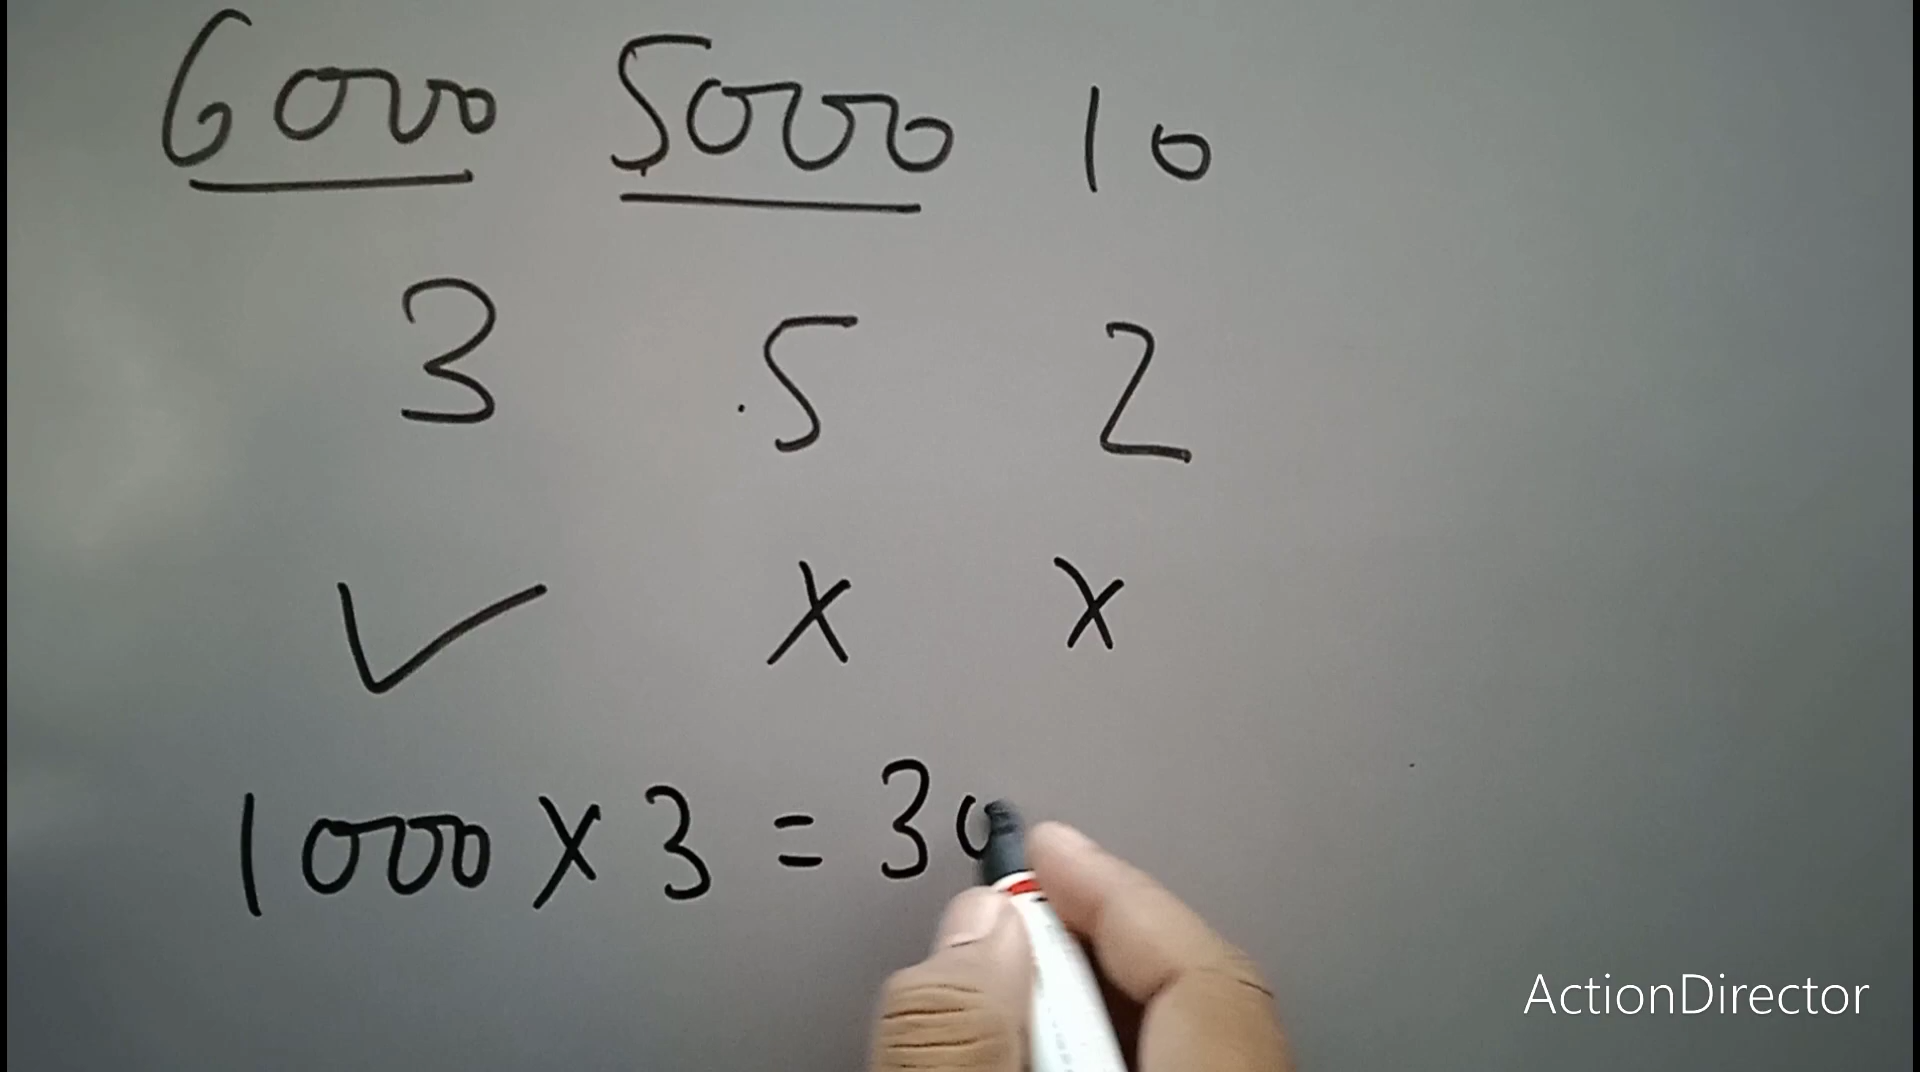 6000 5000 10
3 5 2
✓ X X
1000 X 3 = 30
ActionDirector